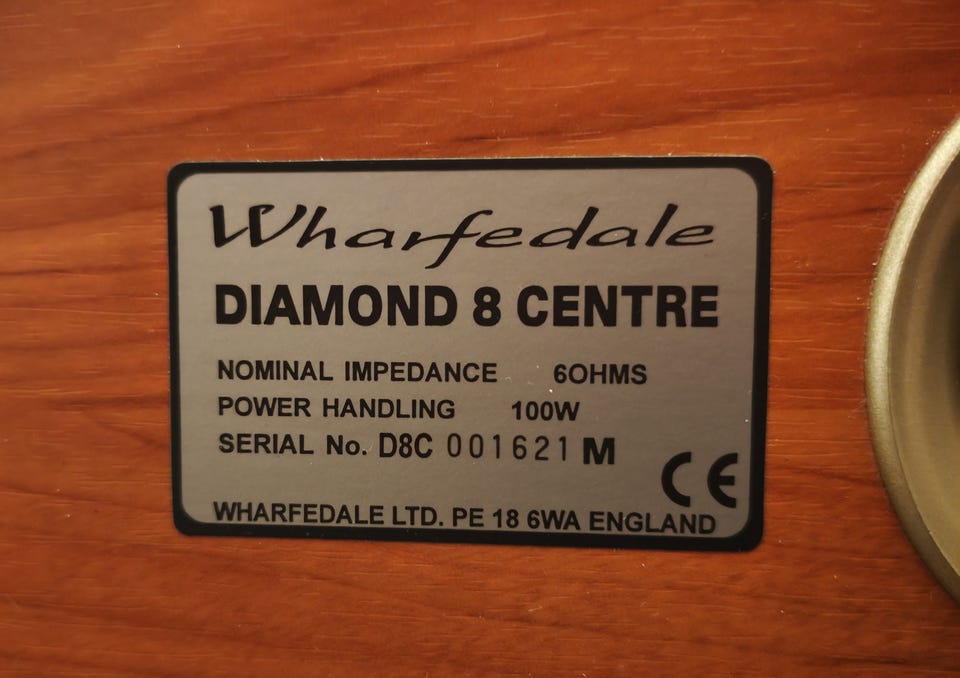 Wharfedale
DIAMOND 8 CENTRE
NOMINAL IMPEDANCE 6OHMS
POWER HANDLING 100W
SERIAL No. D8C 001621 M
CE
WHARFEDALE LTD. PE 18 6WA ENGLAND